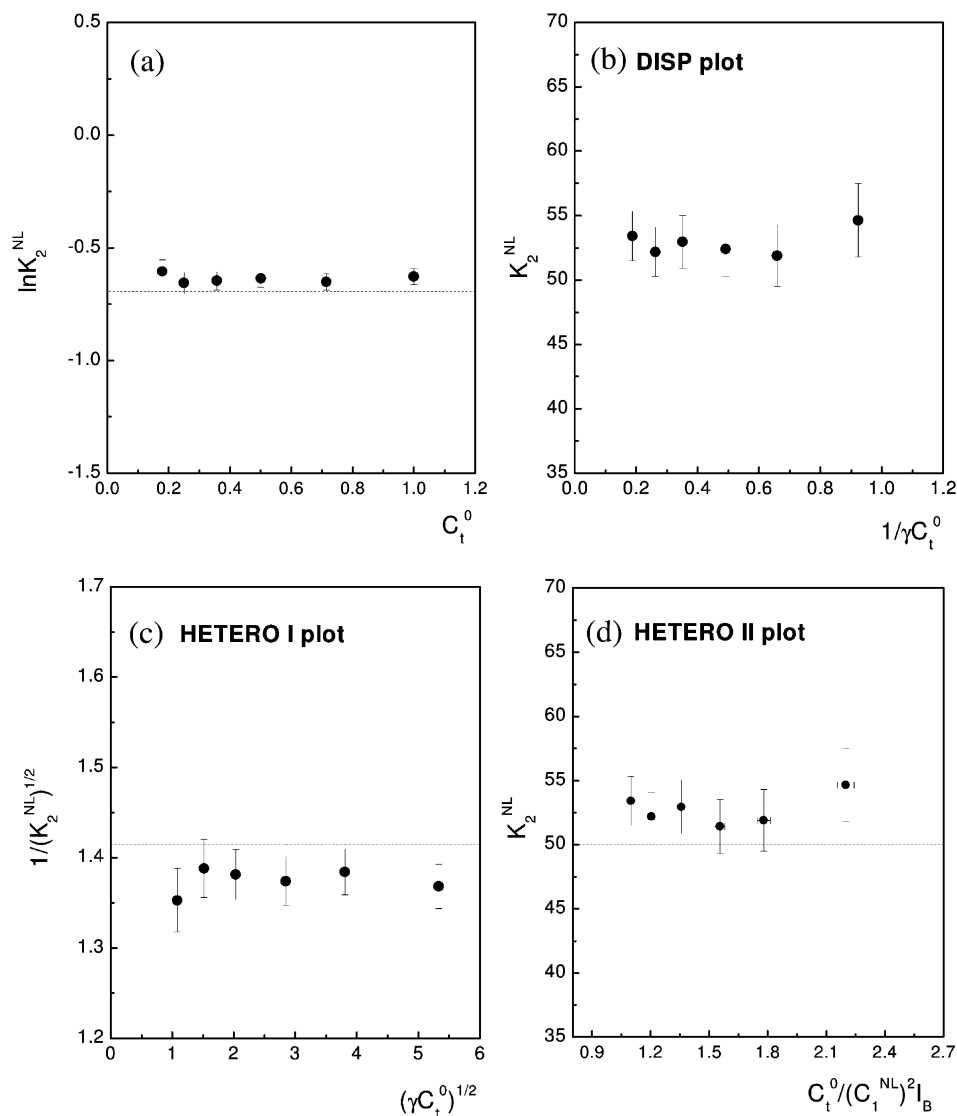 (a)
0.5
0.0
-0.5
-1.0
-1.5
lnK₂ᴺᴸ
0.0 0.2 0.4 0.6 0.8 1.0 1.2
Cₜ⁰
(b) DISP plot
70
65
60
55
50
45
40
35
K₂ᴺᴸ
0.0 0.2 0.4 0.6 0.8 1.0 1.2
1/γCₜ⁰
(c) HETERO I plot
1.7
1.6
1.5
1.4
1.3
1.2
1/(K₂ᴺᴸ)¹/²
0 1 2 3 4 5 6
(γCₜ⁰)¹/²
(d) HETERO II plot
70
65
60
55
50
45
40
35
K₂ᴺᴸ
0.9 1.2 1.5 1.8 2.1 2.4 2.7
Cₜ⁰/(C₁ᴺᴸ)²I_B